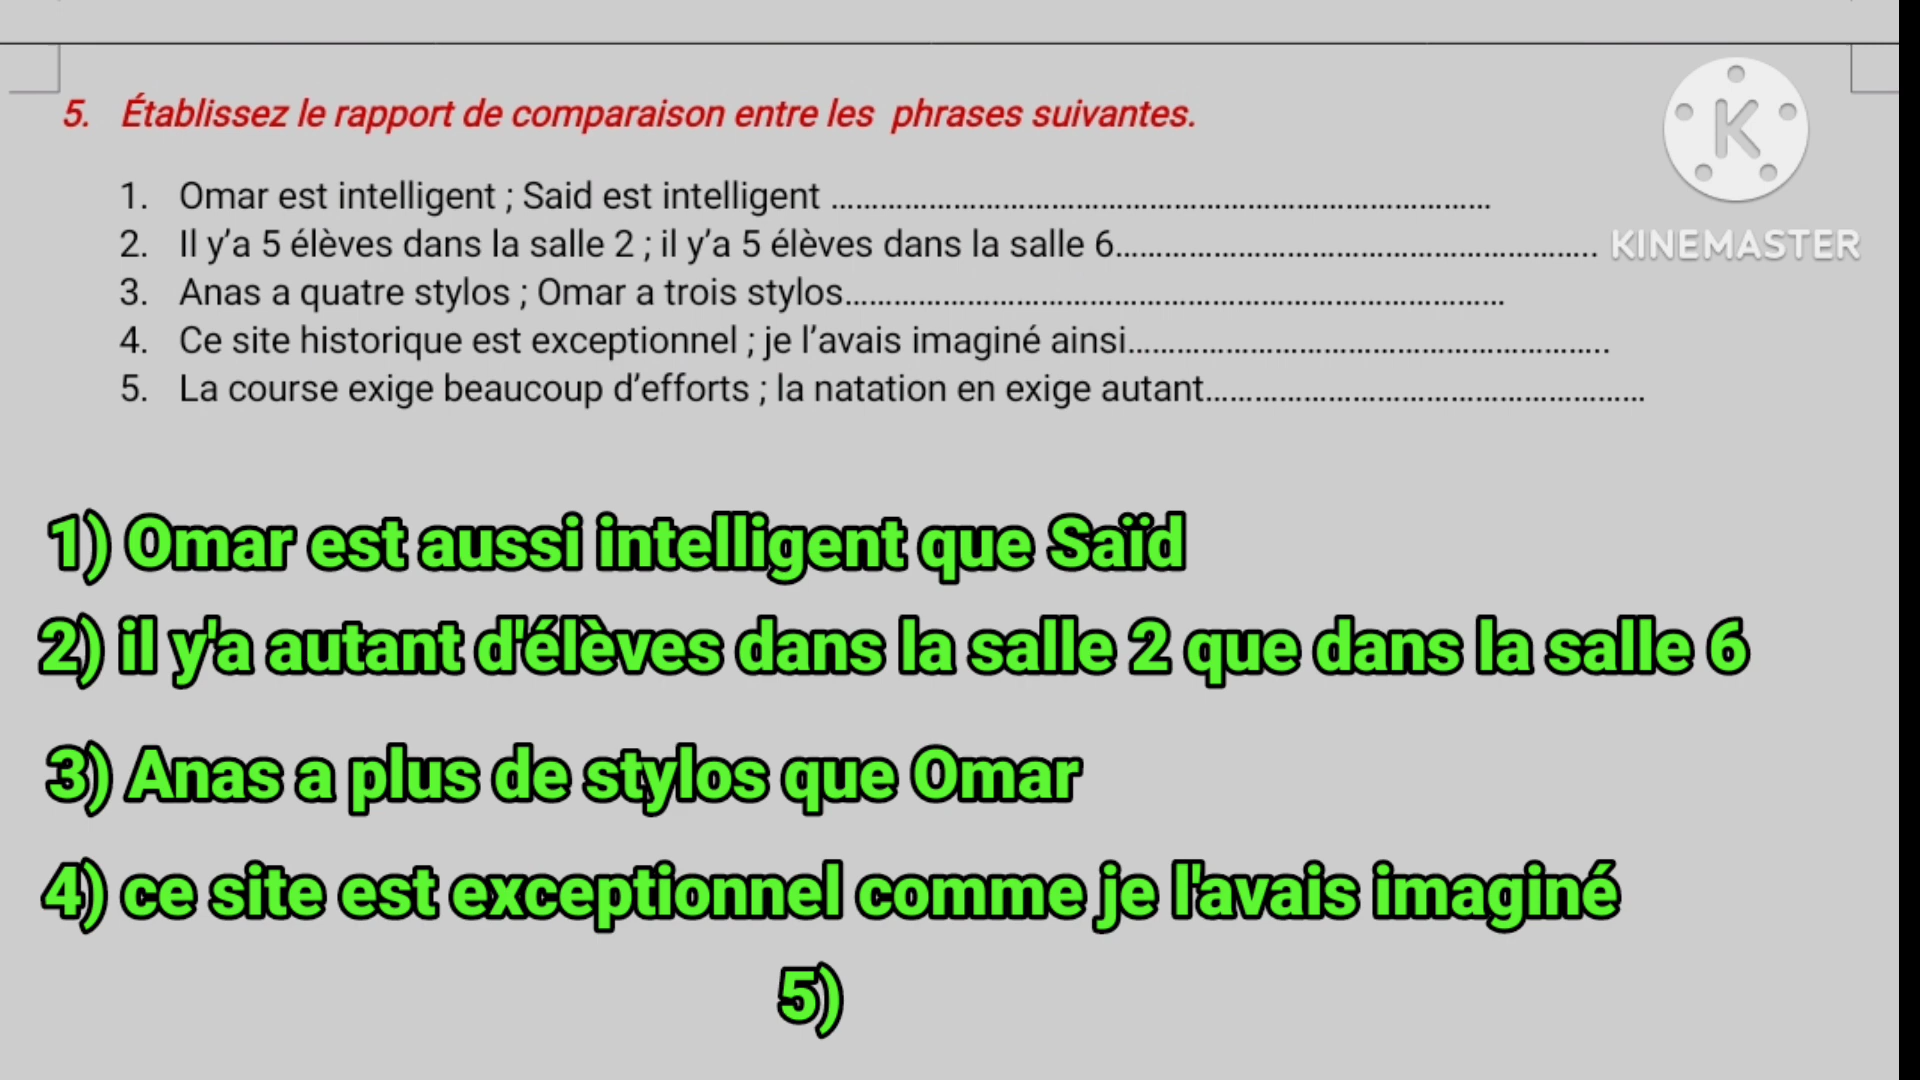 5. Établissez le rapport de comparaison entre les phrases suivantes.
1. Omar est intelligent ; Said est intelligent ........................................................................
2. Il y’a 5 élèves dans la salle 2 ; il y’a 5 élèves dans la salle 6.....................................................
3. Anas a quatre stylos ; Omar a trois stylos........................................................................
4. Ce site historique est exceptionnel ; je l’avais imaginé ainsi.....................................................
5. La course exige beaucoup d’efforts ; la natation en exige autant................................................
K
KINEMASTER
1) Omar est aussi intelligent que Saïd
2) il y'a autant d'élèves dans la salle 2 que dans la salle 6
3) Anas a plus de stylos que Omar
4) ce site est exceptionnel comme je l'avais imaginé
5)